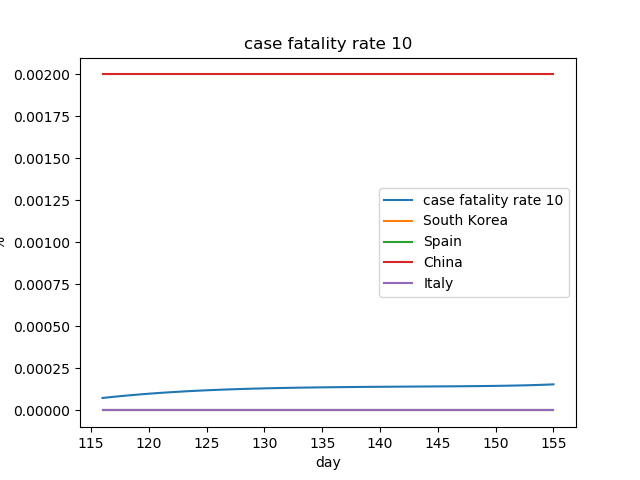 case fatality rate 10
0.00200
0.00175
0.00150
0.00125
0.00100
0.00075
0.00050
0.00025
0.00000
%
case fatality rate 10
South Korea
Spain
China
Italy
115 120 125 130 135 140 145 150 155
day